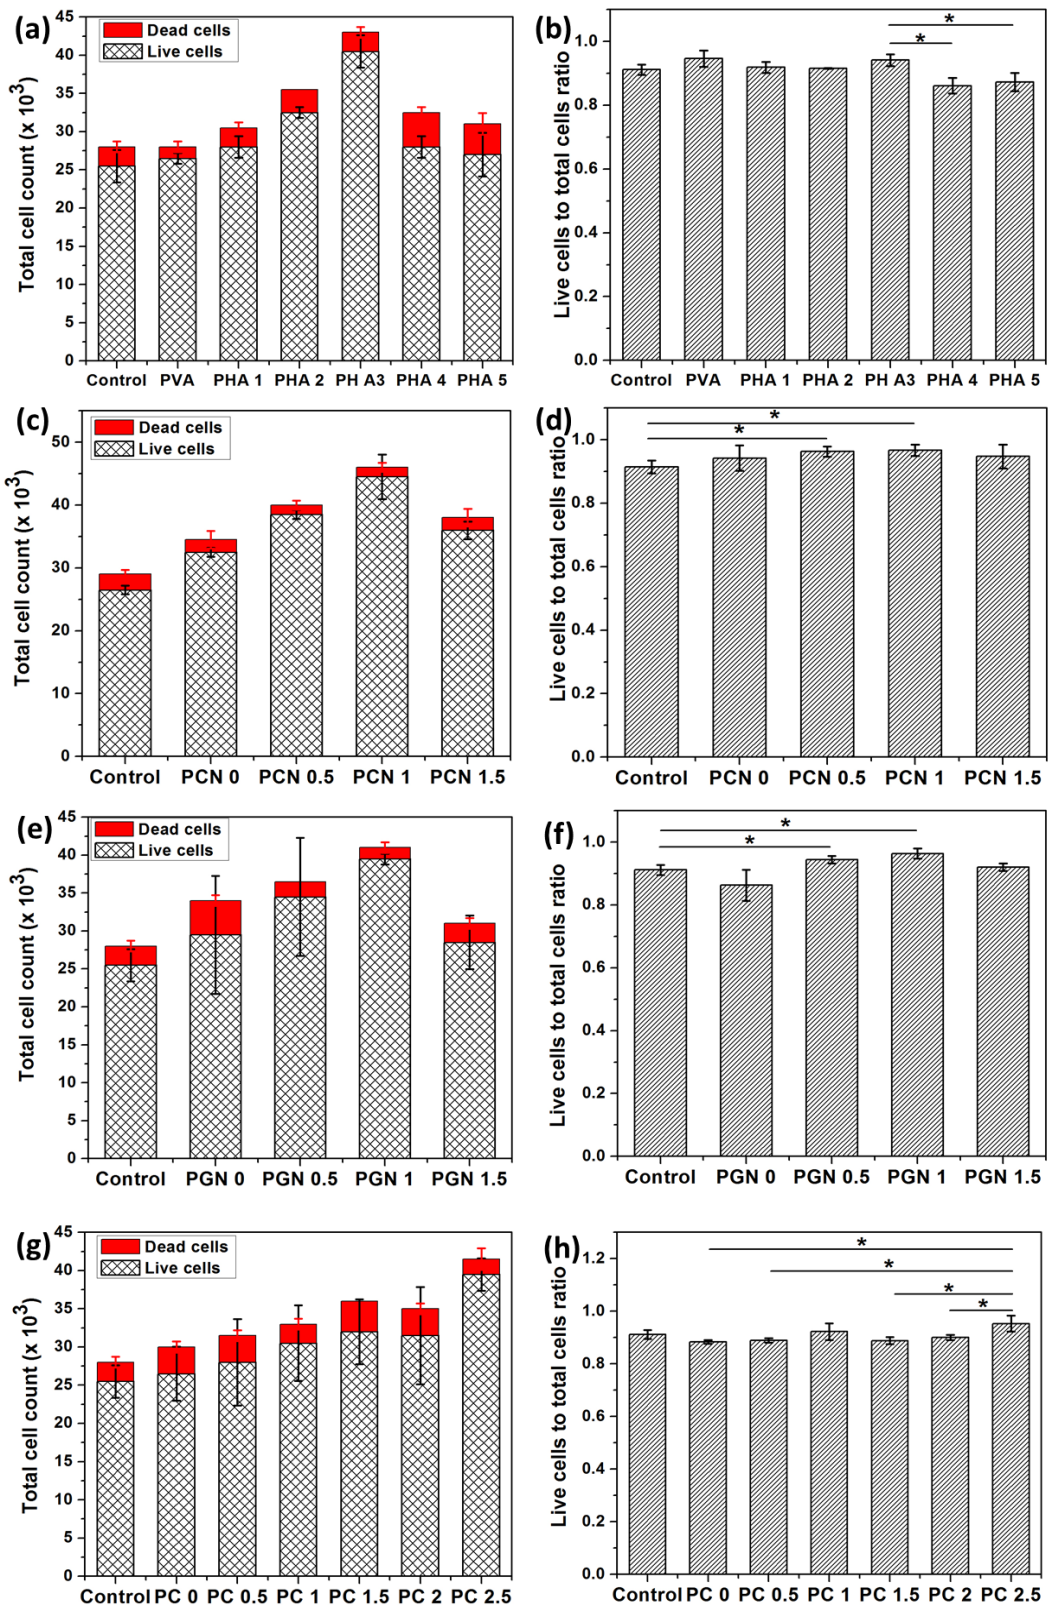 (a)
Dead cells
Live cells
Total cell count (x 10³)
45
40
35
30
25
20
15
10
5
0
Control PVA PHA 1 PHA 2 PH A3 PHA 4 PHA 5
(b)
* 
*
Live cells to total cells ratio
1.0
0.8
0.6
0.4
0.2
0.0
Control PVA PHA 1 PHA 2 PH A3 PHA 4 PHA 5
(c)
Dead cells
Live cells
Total cell count (x 10³)
50
40
30
20
10
0
Control PCN 0 PCN 0.5 PCN 1 PCN 1.5
(d)
*
*
Live cells to total cells ratio
1.0
0.8
0.6
0.4
0.2
0.0
Control PCN 0 PCN 0.5 PCN 1 PCN 1.5
(e)
Dead cells
Live cells
Total cell count (x 10³)
45
40
35
30
25
20
15
10
5
0
Control PGN 0 PGN 0.5 PGN 1 PGN 1.5
(f)
*
*
Live cells to total cells ratio
1.0
0.8
0.6
0.4
0.2
0.0
Control PGN 0 PGN 0.5 PGN 1 PGN 1.5
(g)
Dead cells
Live cells
Total cell count (x 10³)
45
40
35
30
25
20
15
10
5
0
Control PC 0 PC 0.5 PC 1 PC 1.5 PC 2 PC 2.5
(h)
*
*
*
*
Live cells to total cells ratio
1.2
1.0
0.8
0.6
0.4
0.2
0.0
Control PC 0 PC 0.5 PC 1 PC 1.5 PC 2 PC 2.5